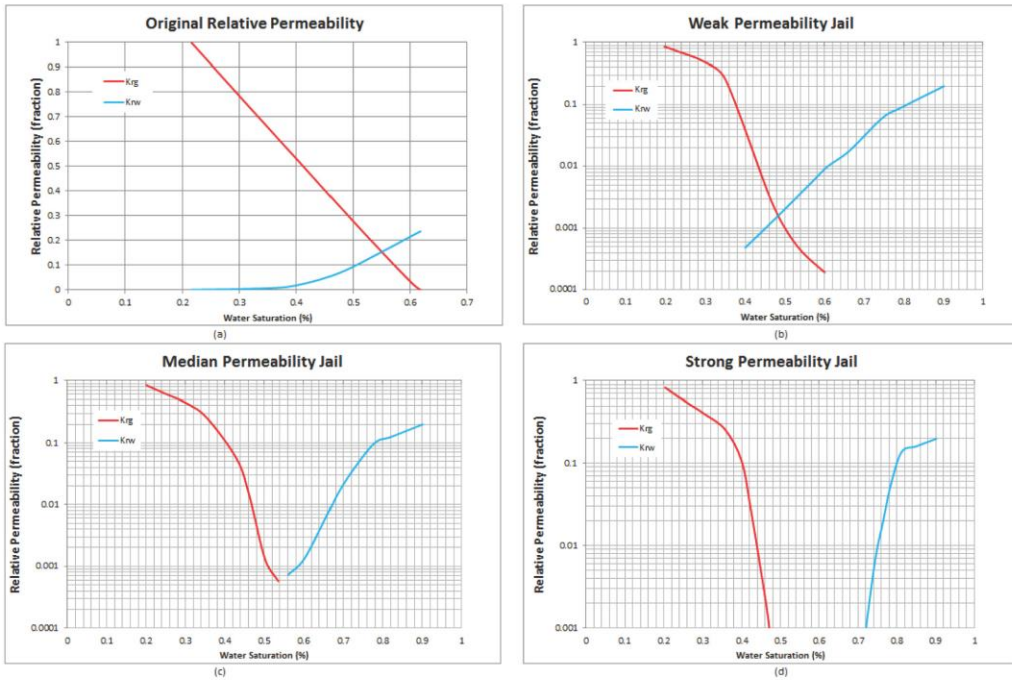 Original Relative Permeability
Relative Permeability (fraction)
1
0.9
0.8
0.7
0.6
0.5
0.4
0.3
0.2
0.1
0
Krg
Krw
0 0.1 0.2 0.3 0.4 0.5 0.6 0.7
Water Saturation (%)
(a)
Weak Permeability Jail
Relative Permeability (fraction)
1
0.1
0.01
0.001
0.0001
Krg
Krw
0 0.1 0.2 0.3 0.4 0.5 0.6 0.7 0.8 0.9 1
Water Saturation (%)
(b)
Median Permeability Jail
Relative Permeability (fraction)
1
0.1
0.01
0.001
0.0001
Krg
Krw
0 0.1 0.2 0.3 0.4 0.5 0.6 0.7 0.8 0.9 1
Water Saturation (%)
(c)
Strong Permeability Jail
Relative Permeability (fraction)
1
0.1
0.01
0.001
Krg
Krw
0 0.1 0.2 0.3 0.4 0.5 0.6 0.7 0.8 0.9 1
Water Saturation (%)
(d)